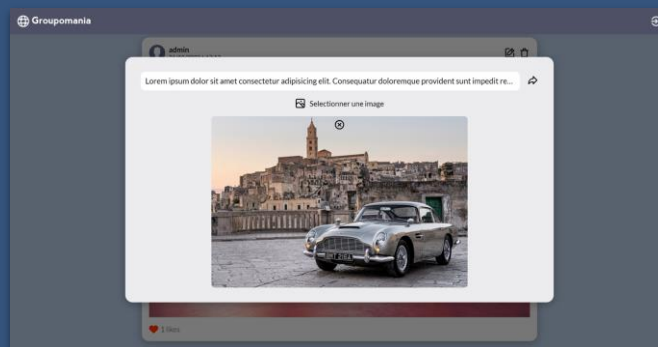 Groupomania
admin
Lorem ipsum dolor sit amet consectetur adipisicing elit. Consequatur doloremque provident sunt impedit re...
Selectionner une image
1 likes